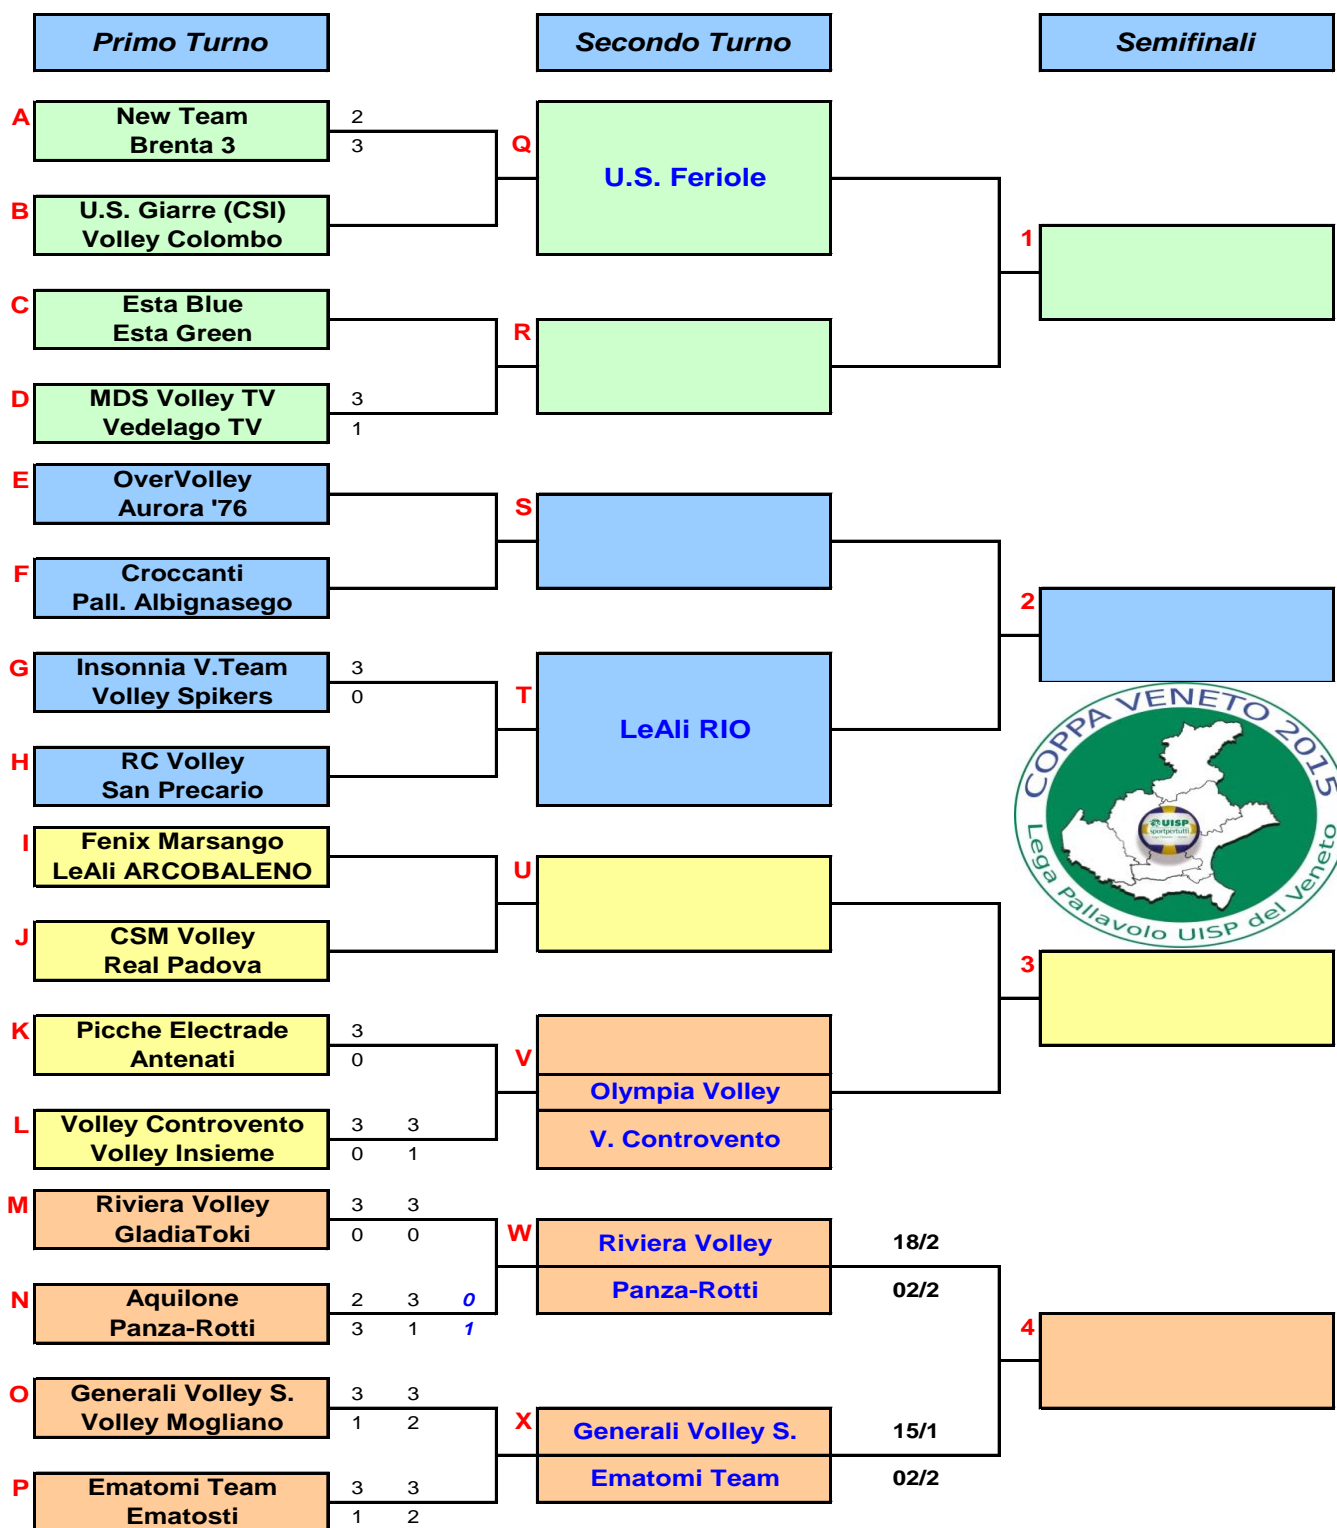 Primo Turno
Secondo Turno
Semifinali
A
New Team 2
Brenta 3 3
B
U.S. Giarre (CSI)
Volley Colombo
Q
U.S. Feriole
C
Esta Blue
Esta Green
D
MDS Volley TV 3
Vedelago TV 1
R
1
E
OverVolley
Aurora '76
F
Croccanti
Pall. Albignasego
S
G
Insonnia V.Team 3
Volley Spikers 0
H
RC Volley
San Precario
T
LeAli RIO
2
COPPA VENETO 2015
UISP
sportpertutti
Lega Pallavolo UISP del Veneto
I
Fenix Marsango
LeAli ARCOBALENO
J
CSM Volley
Real Padova
U
K
Picche Electrade 3
Antenati 0
L
Volley Controvento 3 3
Volley Insieme 0 1
V
Olympia Volley
V. Controvento
3
M
Riviera Volley 3 3
GladiaToki 0 0
N
Aquilone 2 3 0
Panza-Rotti 3 1 1
W
Riviera Volley 18/2
Panza-Rotti 02/2
O
Generali Volley S. 3 3
Volley Mogliano 1 2
P
Ematomi Team 3 3
Ematosti 1 2
X
Generali Volley S. 15/1
Ematomi Team 02/2
4